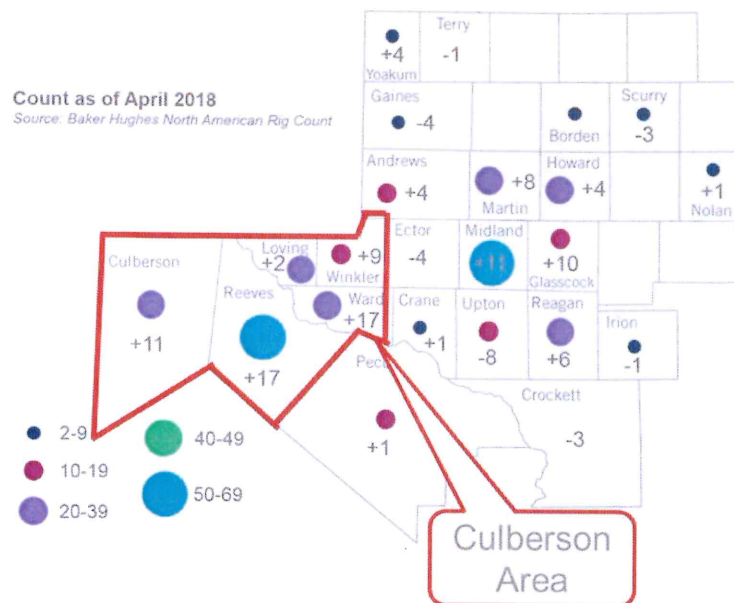 Terry
+4
-1
Yoakum
Count as of April 2018
Source: Baker Hughes North American Rig Count
Gaines
Scurry
-4
Borden
-3
Andrews
Howard
+4
+8
+4
+1
Martin
Nolan
Culberson
Loving
+2
+9
Winkler
Ector
-4
Midland
+11
+10
Glasscock
Reeves
Ward
+17
Crane
+1
Upton
-8
Reagan
+6
Irion
-1
+11
+17
Crockett
-3
+1
2-9
40-49
10-19
50-69
20-39
Culberson
Area